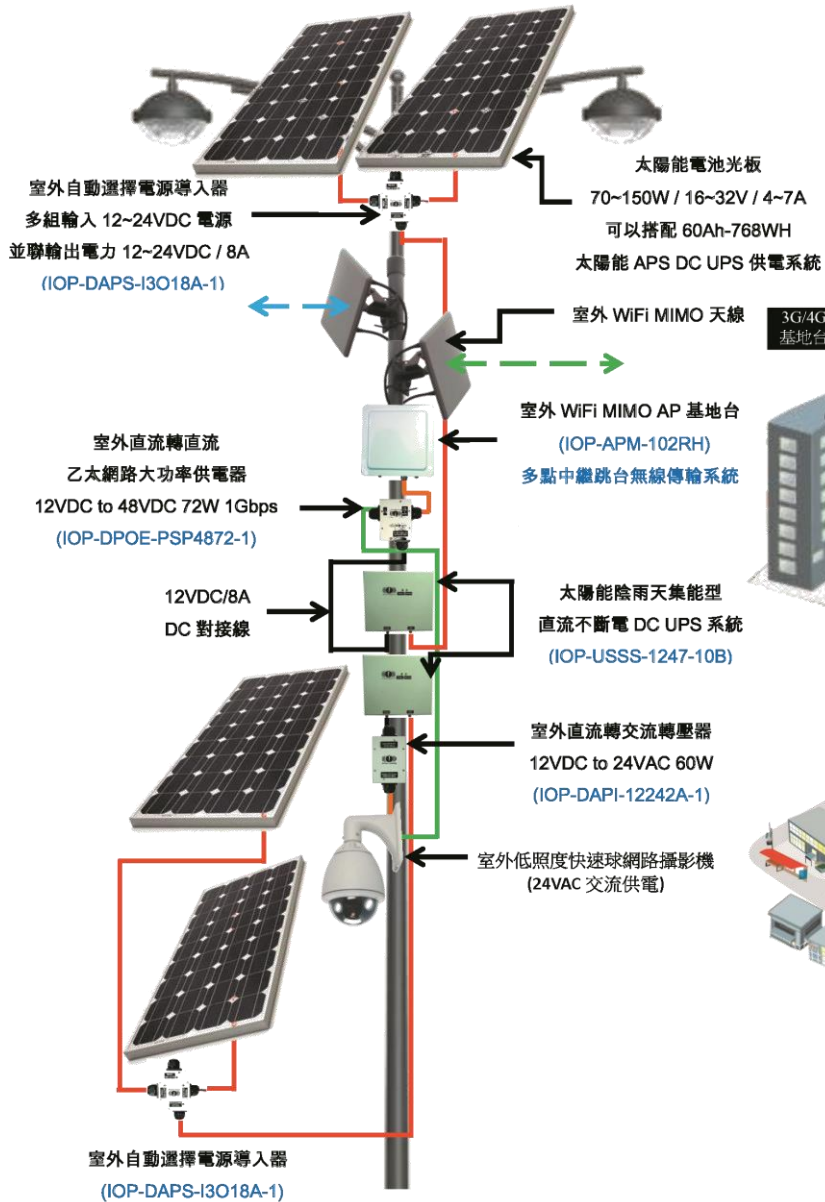 太陽能電池光板
70~150W / 16~32V / 4~7A
可以搭配 60Ah-768WH
太陽能 APS DC UPS 供電系統
室外自動選擇電源導入器
多組輸入 12~24VDC 電源
並聯輸出電力 12~24VDC / 8A
(IOP-DAPS-I3O18A-1)
室外 WiFi MIMO 天線
3G/4G
基地台
室外 WiFi MIMO AP 基地台
(IOP-APM-102RH)
多點中繼跳台無線傳輸系統
室外直流轉直流
乙太網路大功率供電器
12VDC to 48VDC 72W 1Gbps
(IOP-DPOE-PSP4872-1)
12VDC/8A
DC 對接線
太陽能陰雨天集能型
直流不斷電 DC UPS 系統
(IOP-USSS-1247-10B)
室外直流轉交流轉壓器
12VDC to 24VAC 60W
(IOP-DAPI-12242A-1)
室外低照度快速球網路攝影機
(24VAC 交流供電)
室外自動選擇電源導入器
(IOP-DAPS-I3O18A-1)